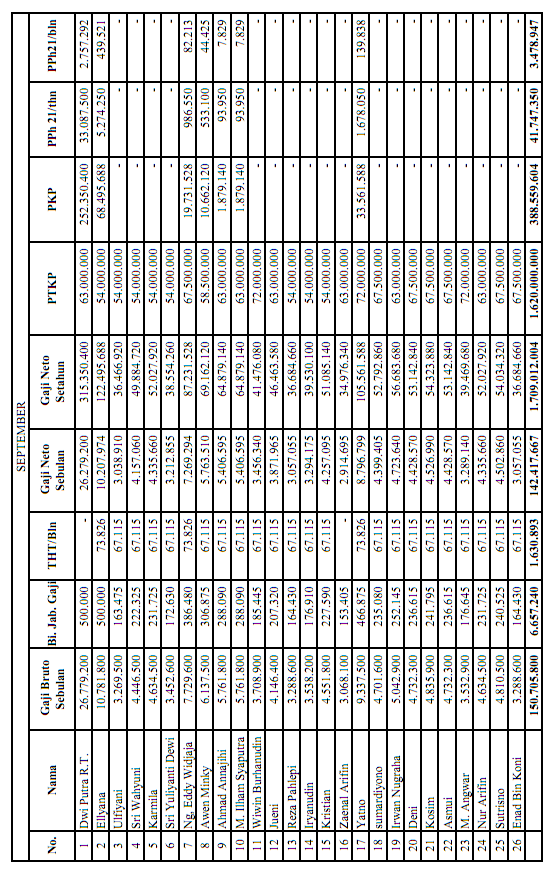 SEPTEMBER
No. Nama Gaji Bruto Sebulan Bi. Jab. Gaji THT/Bln Gaji Neto Sebulan Gaji Neto Setahun PTKP PKP PPh 21/thn PPh21/bln
1 Dwi Putra R.T. 26.779.200 500.000 - 26.279.200 315.350.400 63.000.000 252.350.400 33.087.500 2.757.292
2 Ellyana 10.781.800 500.000 73.826 10.207.974 122.495.688 54.000.000 68.495.688 5.274.250 439.521
3 Ulfiyani 3.269.500 163.475 67.115 3.038.910 36.466.920 54.000.000 - - -
4 Sri Wahyuni 4.446.500 222.325 67.115 4.157.060 49.884.720 54.000.000 - - -
5 Karmila 4.634.500 231.725 67.115 4.335.660 52.027.920 54.000.000 - - -
6 Sri Yuliyanti Dewi 3.452.600 172.630 67.115 3.212.855 38.554.260 54.000.000 - - -
7 Ng. Eddy Widjaja 7.729.600 386.480 73.826 7.269.294 87.231.528 67.500.000 19.731.528 986.550 82.213
8 Awen Minky 6.137.500 306.875 67.115 5.763.510 69.162.120 58.500.000 10.662.120 533.100 44.425
9 Ahmad Annajihi 5.761.800 288.090 67.115 5.406.595 64.879.140 63.000.000 1.879.140 93.950 7.829
10 M. Ilham Syaputra 5.761.800 288.090 67.115 5.406.595 64.879.140 63.000.000 1.879.140 93.950 7.829
11 Wiwin Burhanudin 3.708.900 185.445 67.115 3.456.340 41.476.080 72.000.000 - - -
12 Jueni 4.146.400 207.320 67.115 3.871.965 46.463.580 63.000.000 - - -
13 Reza Pahlepi 3.288.600 164.430 67.115 3.057.055 36.684.660 54.000.000 - - -
14 Iryanudin 3.538.200 176.910 67.115 3.294.175 39.530.100 54.000.000 - - -
15 Kristian 4.551.800 227.590 67.115 4.257.095 51.085.140 54.000.000 - - -
16 Zaenal Arifin 3.068.100 153.405 - 2.914.695 34.976.340 63.000.000 - - -
17 Yatno 9.337.500 466.875 73.826 8.796.799 105.561.588 72.000.000 33.561.588 1.678.050 139.838
18 sumardiyono 4.701.600 235.080 67.115 4.399.405 52.792.860 67.500.000 - - -
19 Irwan Nugraha 5.042.900 252.145 67.115 4.723.640 56.683.680 63.000.000 - - -
20 Deni 4.732.300 236.615 67.115 4.428.570 53.142.840 67.500.000 - - -
21 Kosim 4.835.900 241.795 67.115 4.526.990 54.323.880 67.500.000 - - -
22 Asmui 4.732.300 236.615 67.115 4.428.570 53.142.840 67.500.000 - - -
23 M. Angwar 3.532.900 176.645 67.115 3.289.140 39.469.680 72.000.000 - - -
24 Nur Arifin 4.634.500 231.725 67.115 4.335.660 52.027.920 63.000.000 - - -
25 Sutrisno 4.810.500 240.525 67.115 4.502.860 54.034.320 67.500.000 - - -
26 Enad Bin Koni 3.288.600 164.430 67.115 3.057.055 36.684.660 67.500.000 - - -
150.705.800 6.657.240 1.630.893 142.417.667 1.709.012.004 1.620.000.000 388.559.604 41.747.350 3.478.947